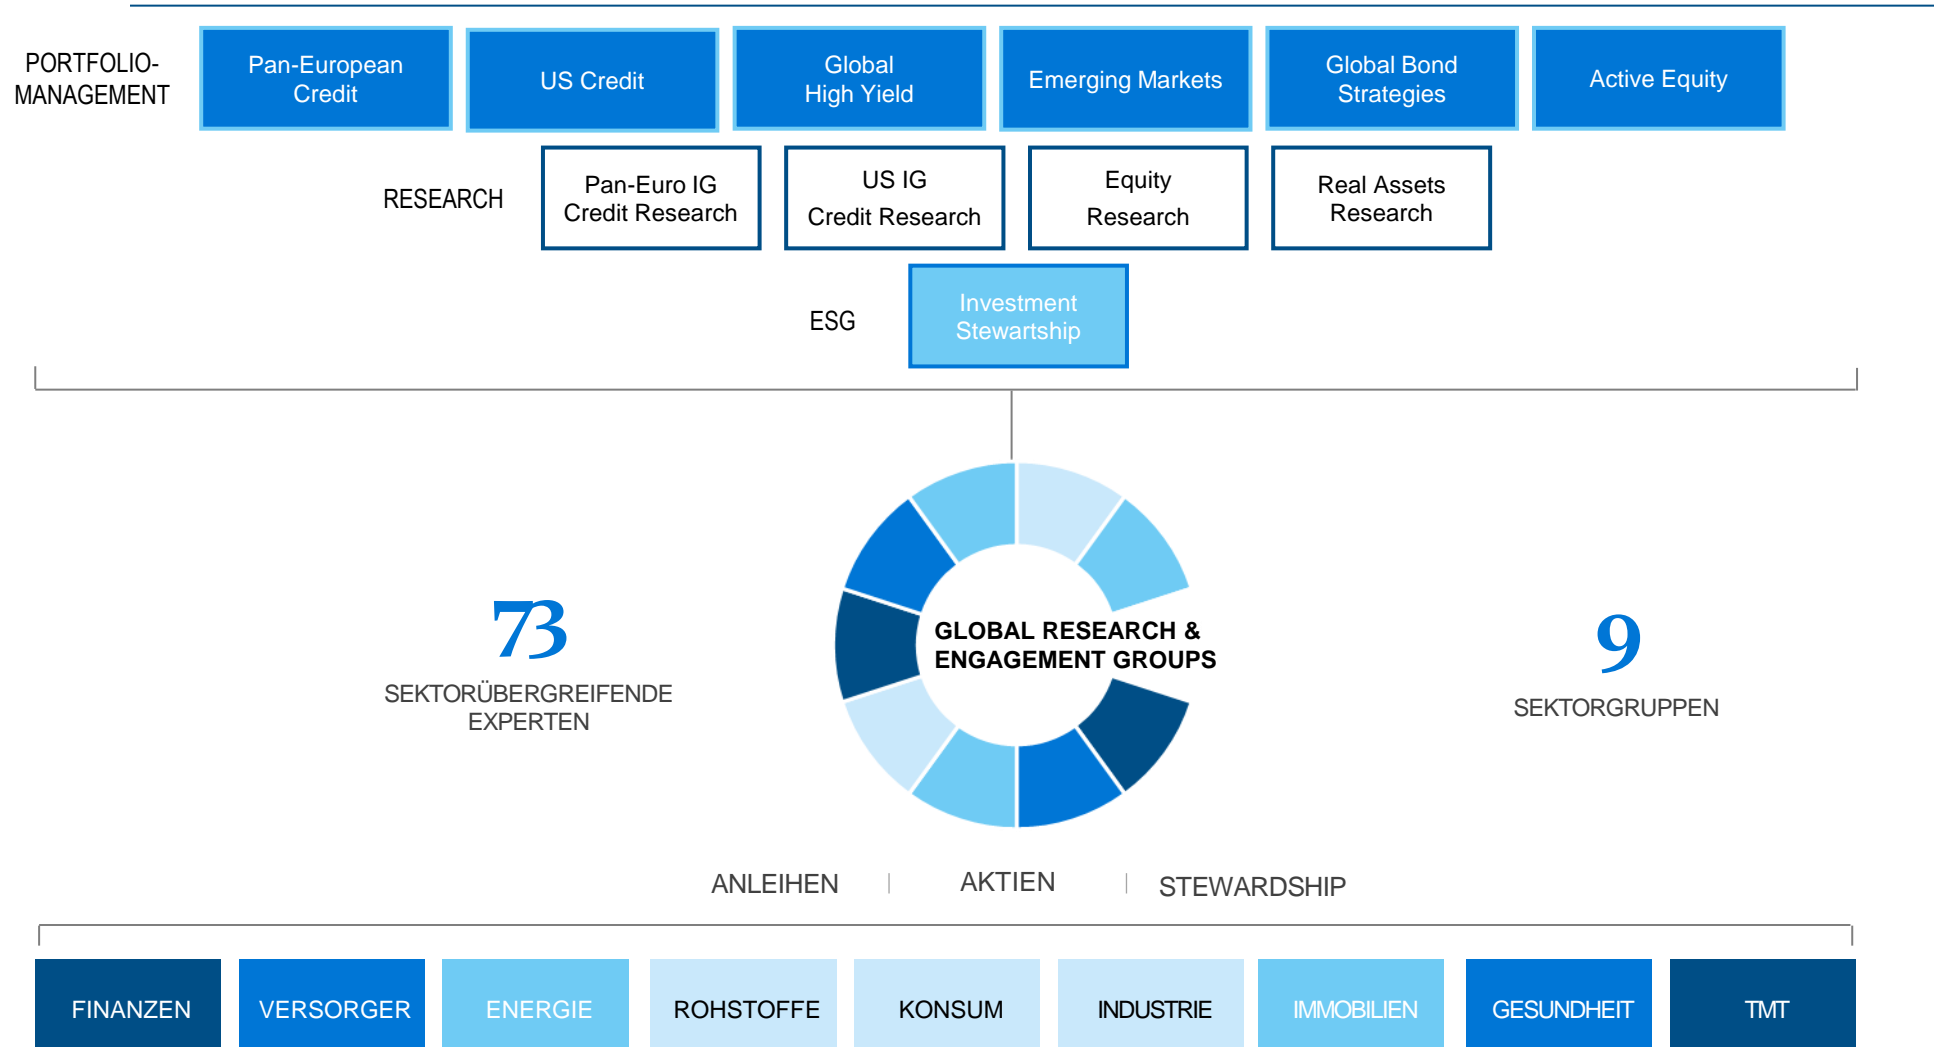 PORTFOLIO-
MANAGEMENT
Pan-European
Credit
US Credit
Global
High Yield
Emerging Markets
Global Bond
Strategies
Active Equity
RESEARCH
Pan-Euro IG
Credit Research
US IG
Credit Research
Equity
Research
Real Assets
Research
ESG
Investment
Stewartship
73
SEKTORÜBERGREIFENDE
EXPERTEN
GLOBAL RESEARCH &
ENGAGEMENT GROUPS
9
SEKTORGRUPPEN
ANLEIHEN | AKTIEN | STEWARDSHIP
FINANZEN
VERSORGER
ENERGIE
ROHSTOFFE
KONSUM
INDUSTRIE
IMMOBILIEN
GESUNDHEIT
TMT